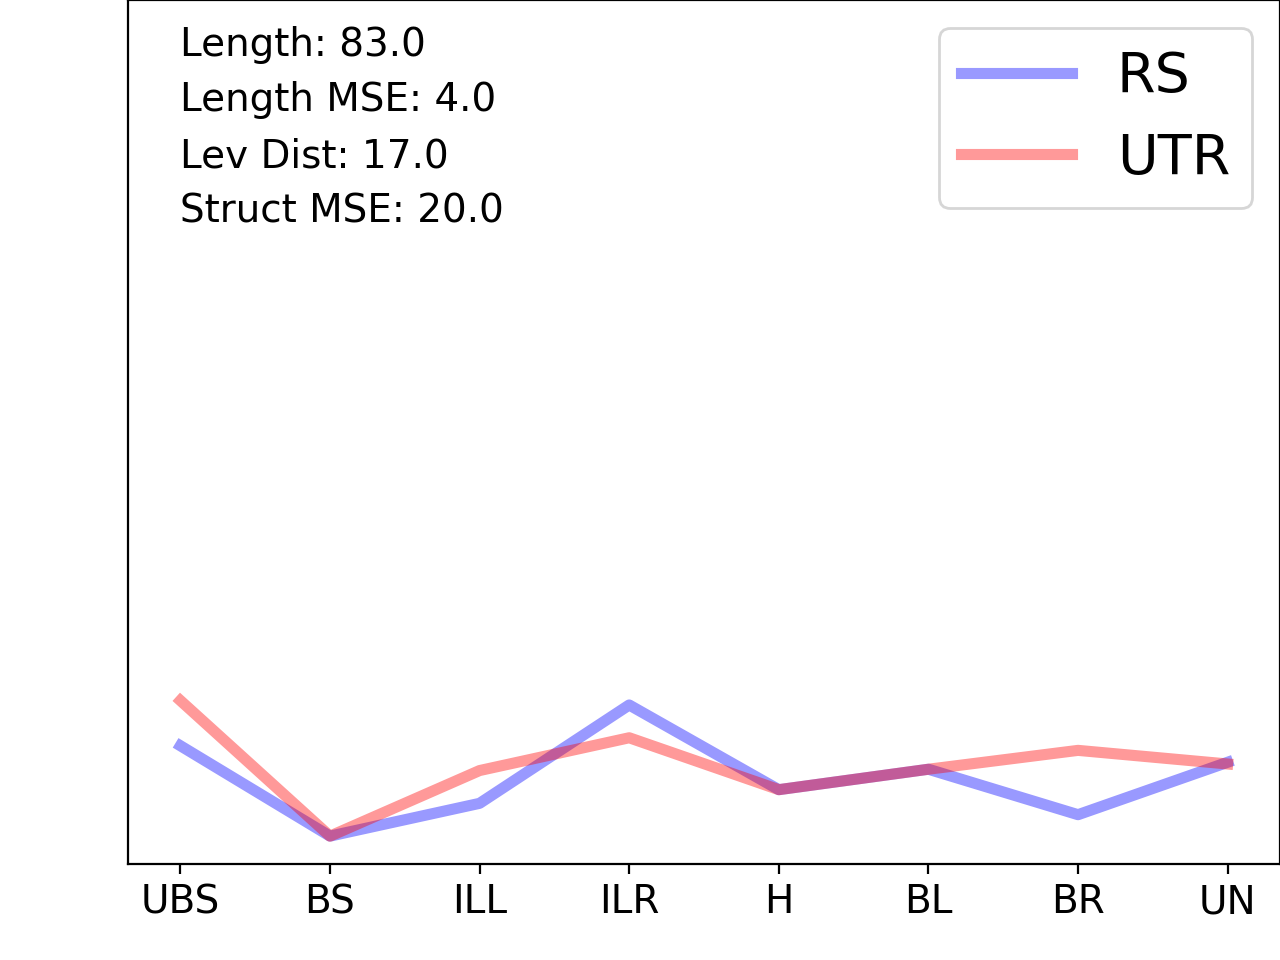 Length: 83.0
Length MSE: 4.0
Lev Dist: 17.0
Struct MSE: 20.0
RS
UTR
UBS BS ILL ILR H BL BR UN